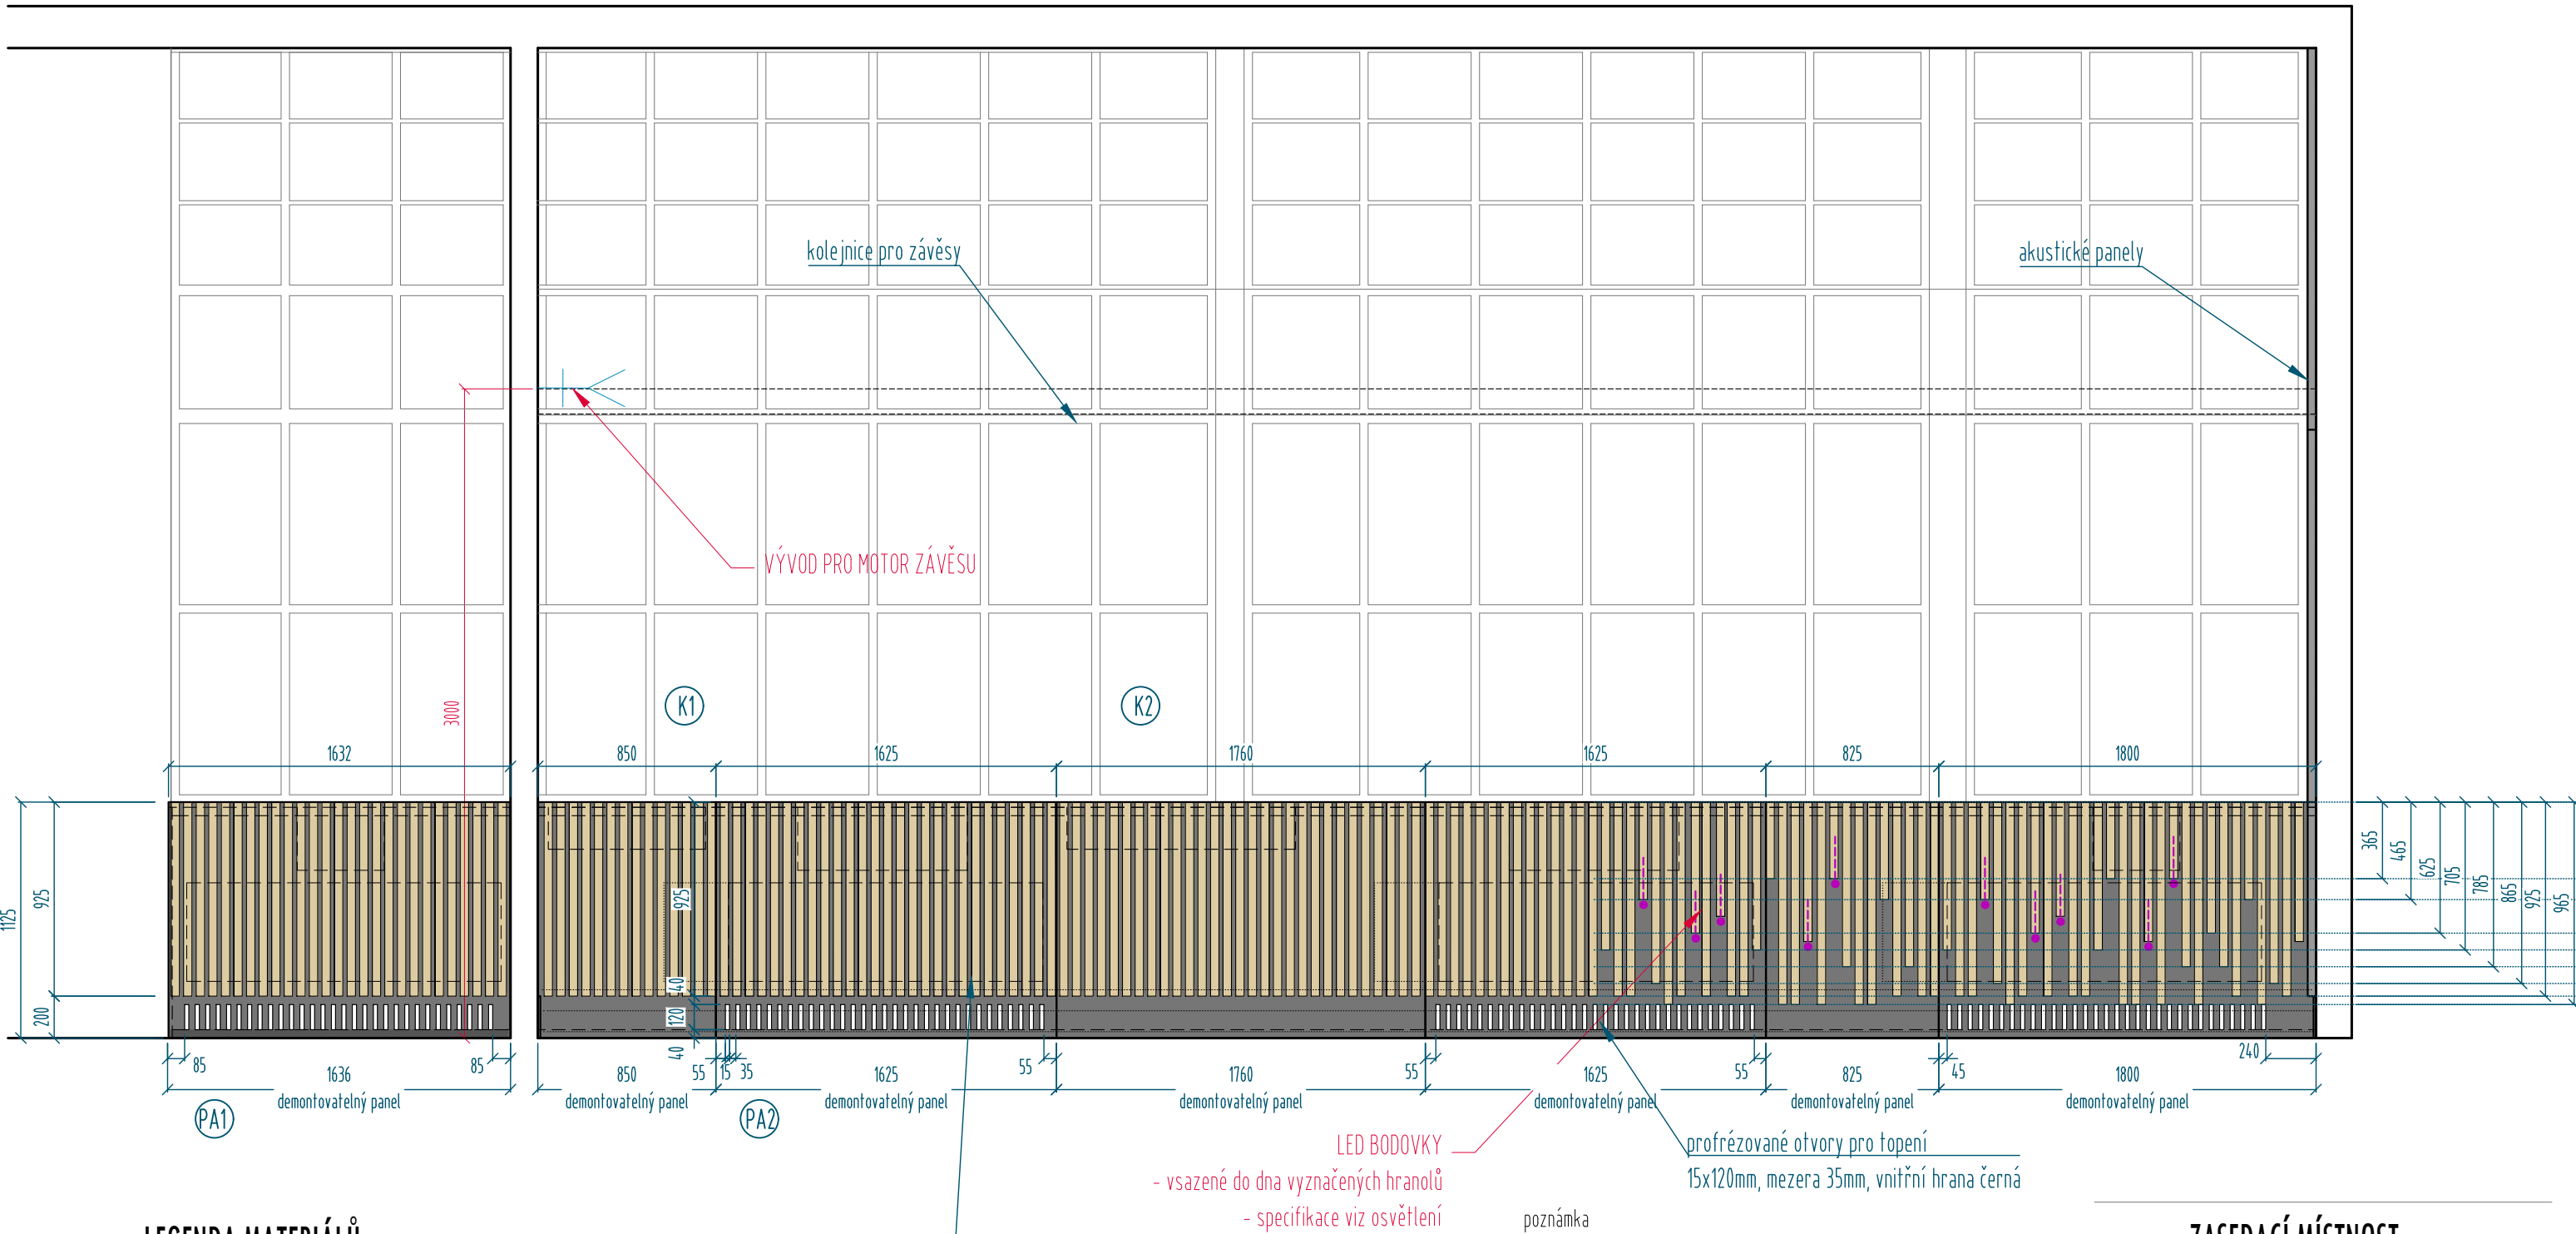 kolejnice pro závěsy
akustické panely
VÝVOD PRO MOTOR ZÁVĚSU
3000
K1
K2
1632
850
1625
1760
1625
825
1800
1125
925
200
925
40
120
40
365
465
625
705
785
865
925
965
85
85
55
15
35
55
55
55
45
240
1636
850
1625
1760
1625
825
1800
demontovatelný panel
demontovatelný panel
demontovatelný panel
demontovatelný panel
demontovatelný panel
demontovatelný panel
demontovatelný panel
PA1
PA2
LED BODOVKY
- vsazené do dna vyznačených hranolů
- specifikace viz osvětlení
profrézované otvory pro topení
15x120mm, mezera 35mm, vnitřní hrana černá
poznámka
LEGENDA MATERIÁLŮ
ZASEDACÍ MÍSTNOST